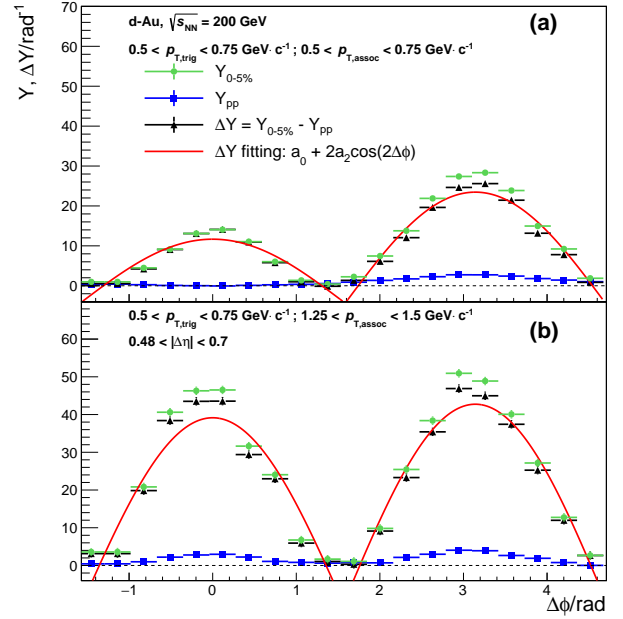 d-Au, √s_NN = 200 GeV
(a)
0.5 < p_T,trig < 0.75 GeV· c⁻¹ ; 0.5 < p_T,assoc < 0.75 GeV· c⁻¹
Y_0-5%
Y_pp
ΔY = Y_0-5% - Y_pp
ΔY fitting: a_0 + 2a_2cos(2Δϕ)
Y, ΔY/rad⁻¹
70
60
50
40
30
20
10
0
0.5 < p_T,trig < 0.75 GeV· c⁻¹ ; 1.25 < p_T,assoc < 1.5 GeV· c⁻¹
(b)
0.48 < |Δη| < 0.7
60
50
40
30
20
10
0
−1 0 1 2 3 4
Δϕ/rad